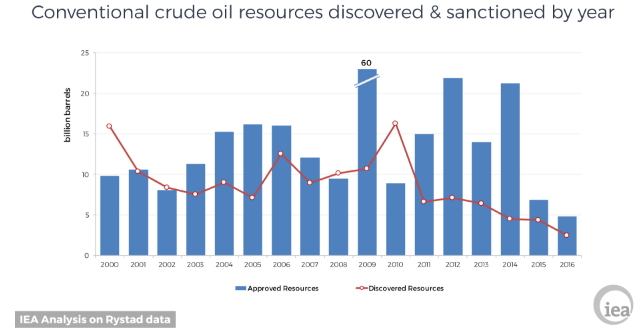 Conventional crude oil resources discovered & sanctioned by year
billion barrels
25
20
15
10
5
0
60
2000 2001 2002 2003 2004 2005 2006 2007 2008 2009 2010 2011 2012 2013 2014 2015 2016
Approved Resources Discovered Resources
IEA Analysis on Rystad data
iea